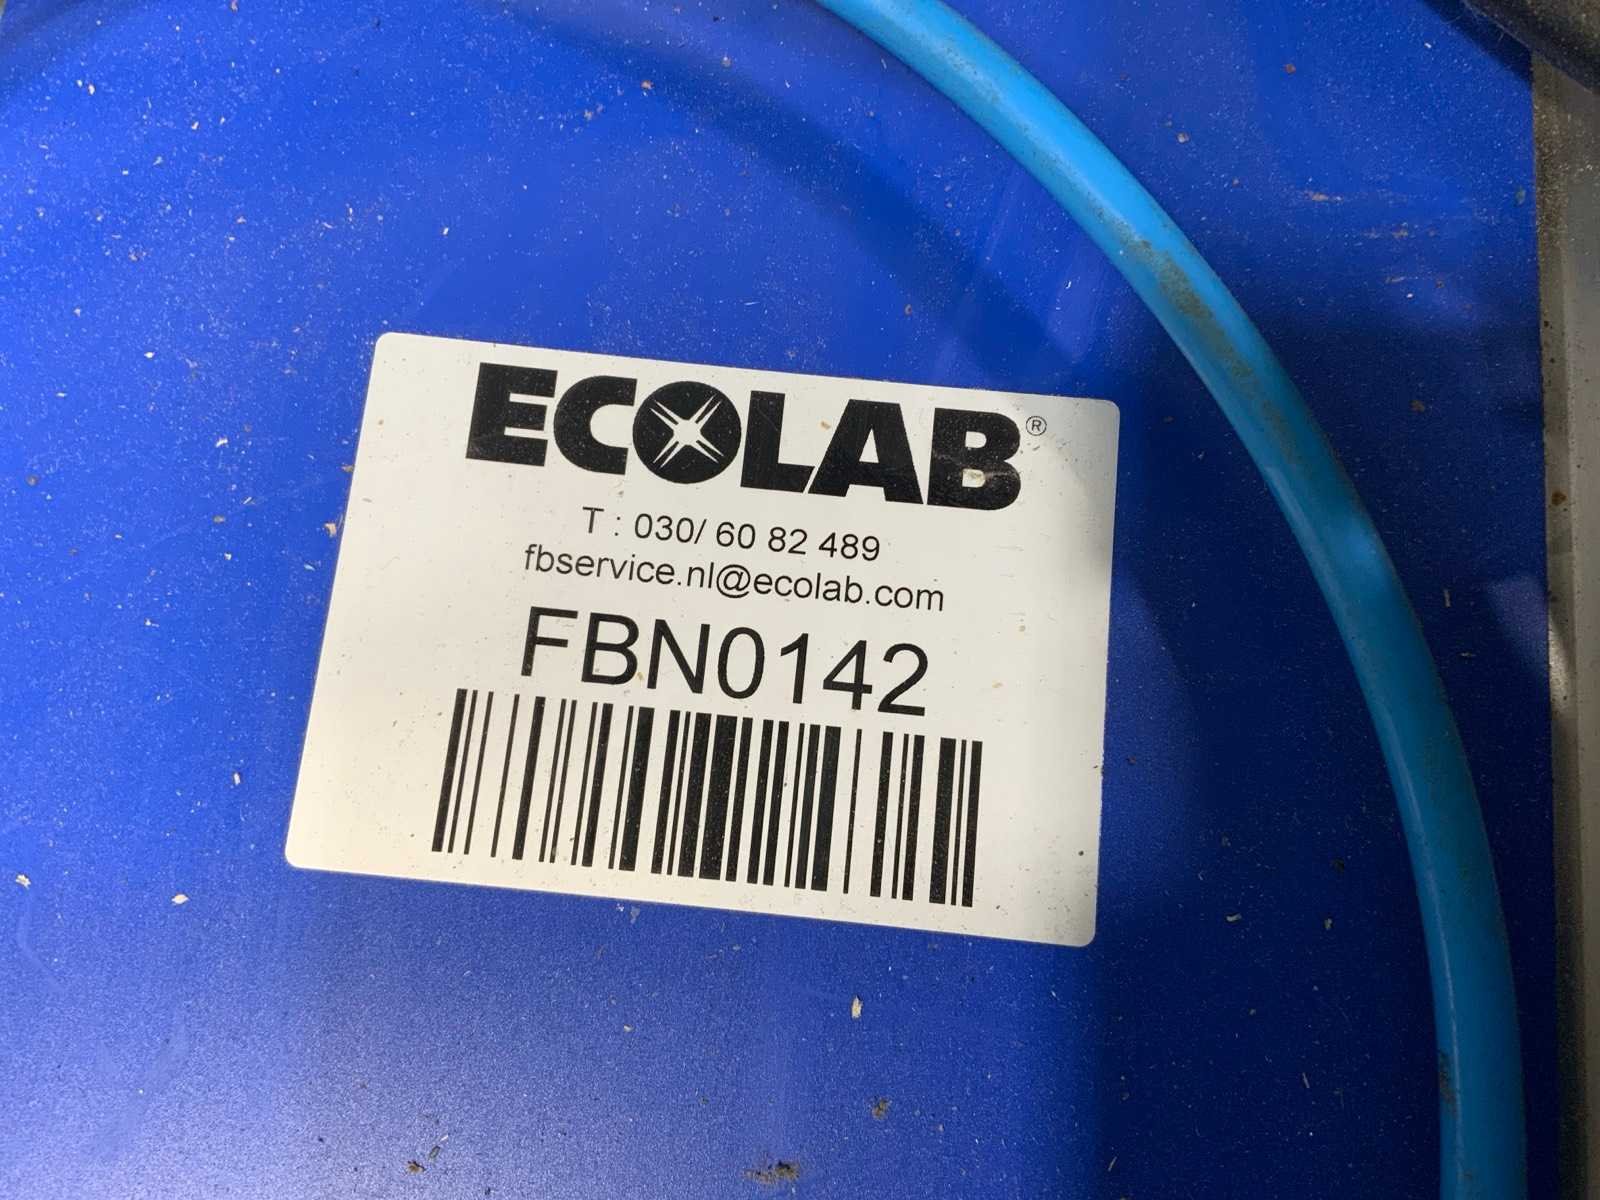 ECOLAB®
T : 030/ 60 82 489
fbservice.nl@ecolab.com
FBN0142